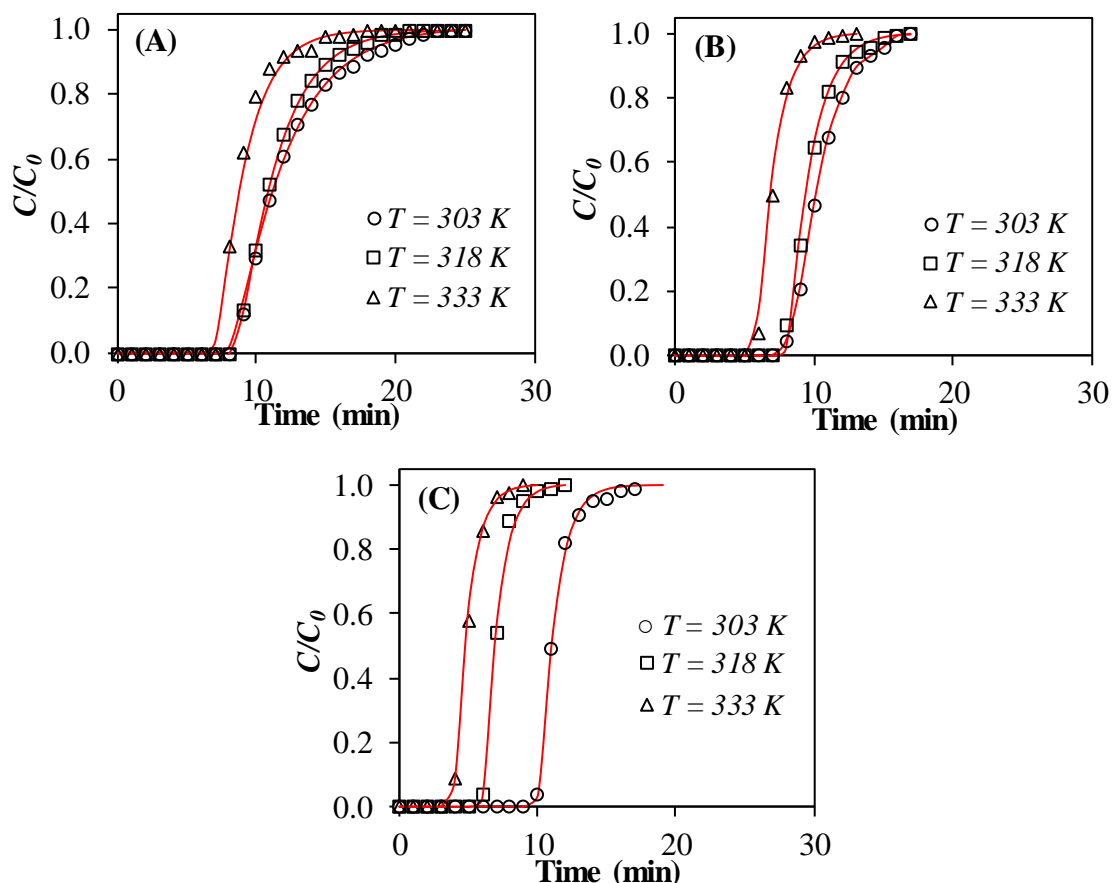 (A)
C/C0
1.0
0.8
0.6
0.4
0.2
0.0
T = 303 K
T = 318 K
T = 333 K
0 10 20 30
Time (min)
(B)
C/C0
1.0
0.8
0.6
0.4
0.2
0.0
T = 303 K
T = 318 K
T = 333 K
0 10 20 30
Time (min)
(C)
C/C0
1.0
0.8
0.6
0.4
0.2
0.0
T = 303 K
T = 318 K
T = 333 K
0 10 20 30
Time (min)